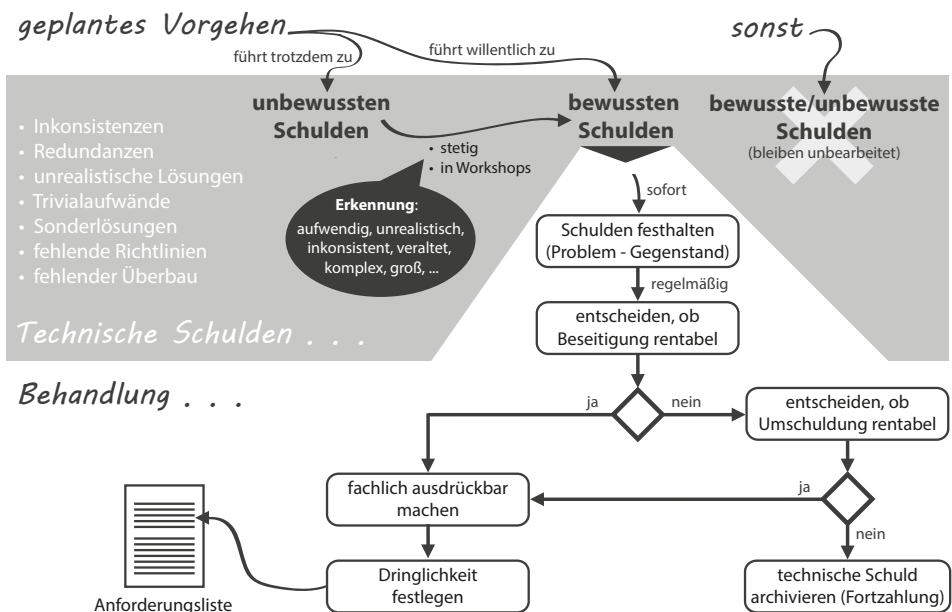 geplantes Vorgehen
sonst
führt trotzdem zu
führt willentlich zu
unbewussten
Schulden
bewussten
Schulden
bewusste/unbewusste
Schulden
(bleiben unbearbeitet)
• Inkonsistenzen
• Redundanzen
• unrealistische Lösungen
• Trivialaufwände
• Sonderlösungen
• fehlende Richtlinien
• fehlender Überbau
• stetig
• in Workshops
Erkennung:
aufwendig, unrealistisch,
inkonsistent, veraltet,
komplex, groß, ...
sofort
Schulden festhalten
(Problem - Gegenstand)
regelmäßig
entscheiden, ob
Beseitigung rentabel
Technische Schulden . . .
Behandlung . . .
ja
nein
entscheiden, ob
Umschuldung rentabel
ja
nein
fachlich ausdrückbar
machen
Dringlichkeit
festlegen
technische Schuld
archivieren (Fortzahlung)
Anforderungsliste